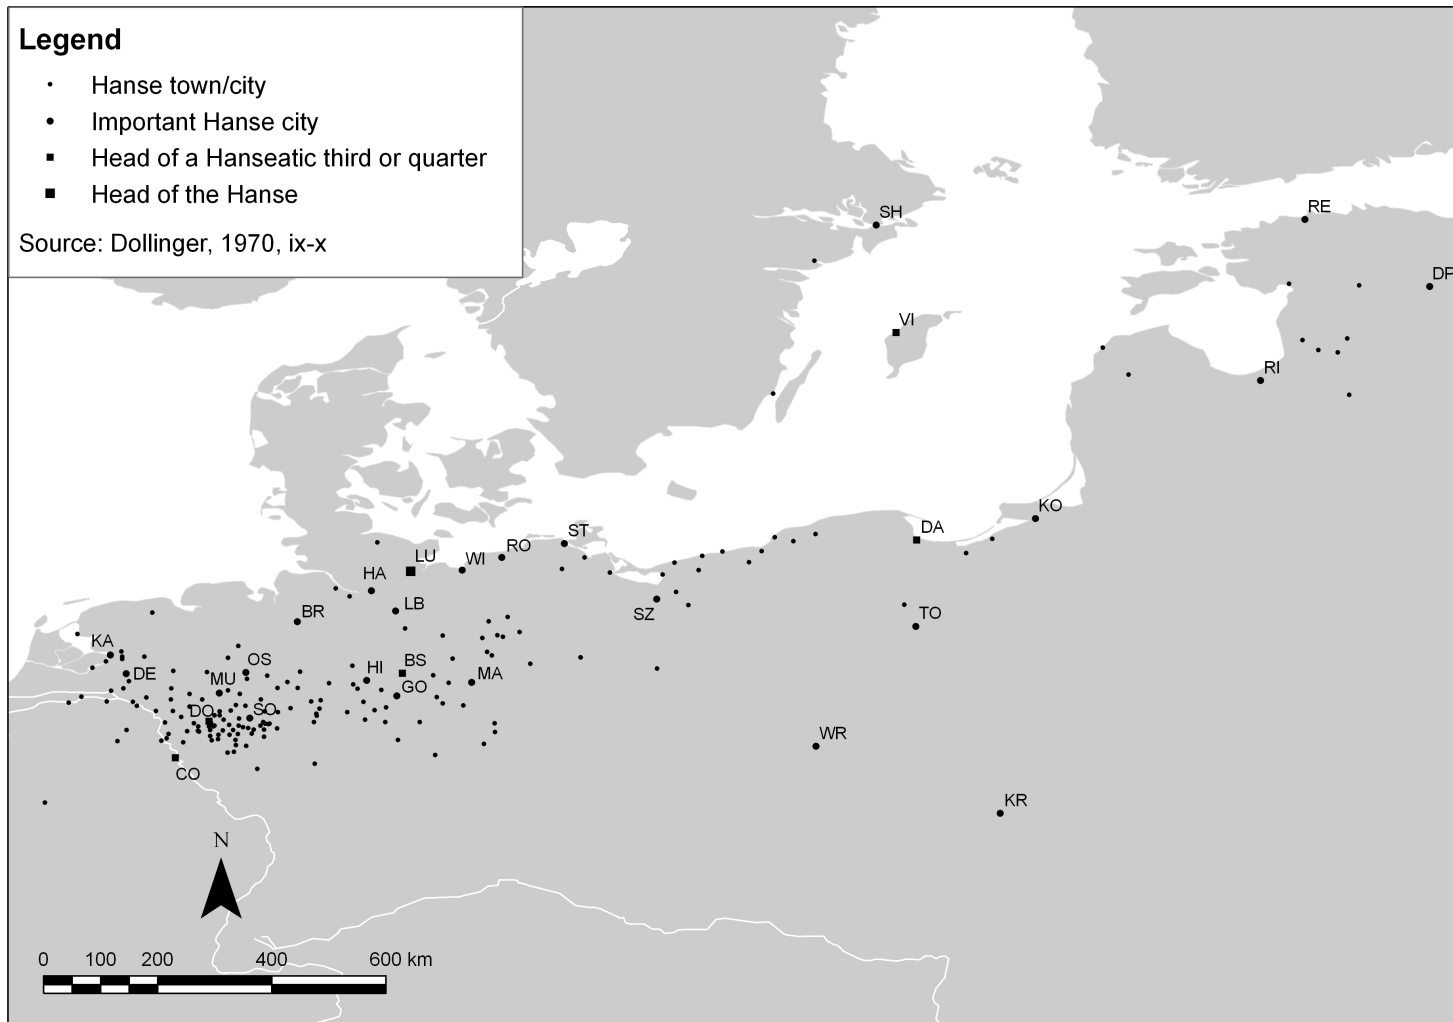 Legend
Hanse town/city
Important Hanse city
Head of a Hanseatic third or quarter
Head of the Hanse
Source: Dollinger, 1970, ix-x
SH
RE
DP
VI
RI
KO
DA
ST
RO
WI
LU
HA
LB
BR
SZ
TO
KA
DE
OS
MU
HI
BS
GO
MA
DO
SO
CO
WR
KR
N
0 100 200 400 600 km